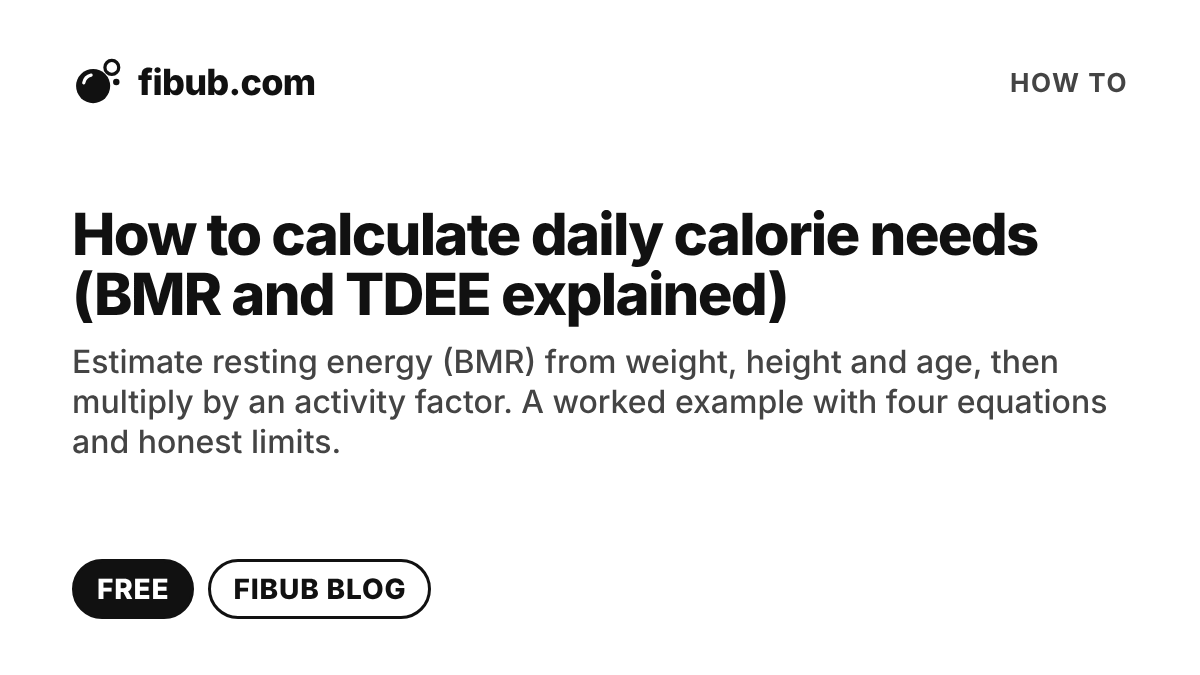 fibub.com
HOW TO
How to calculate daily calorie needs
(BMR and TDEE explained)
Estimate resting energy (BMR) from weight, height and age, then
multiply by an activity factor. A worked example with four equations
and honest limits.
FREE
FIBUB BLOG